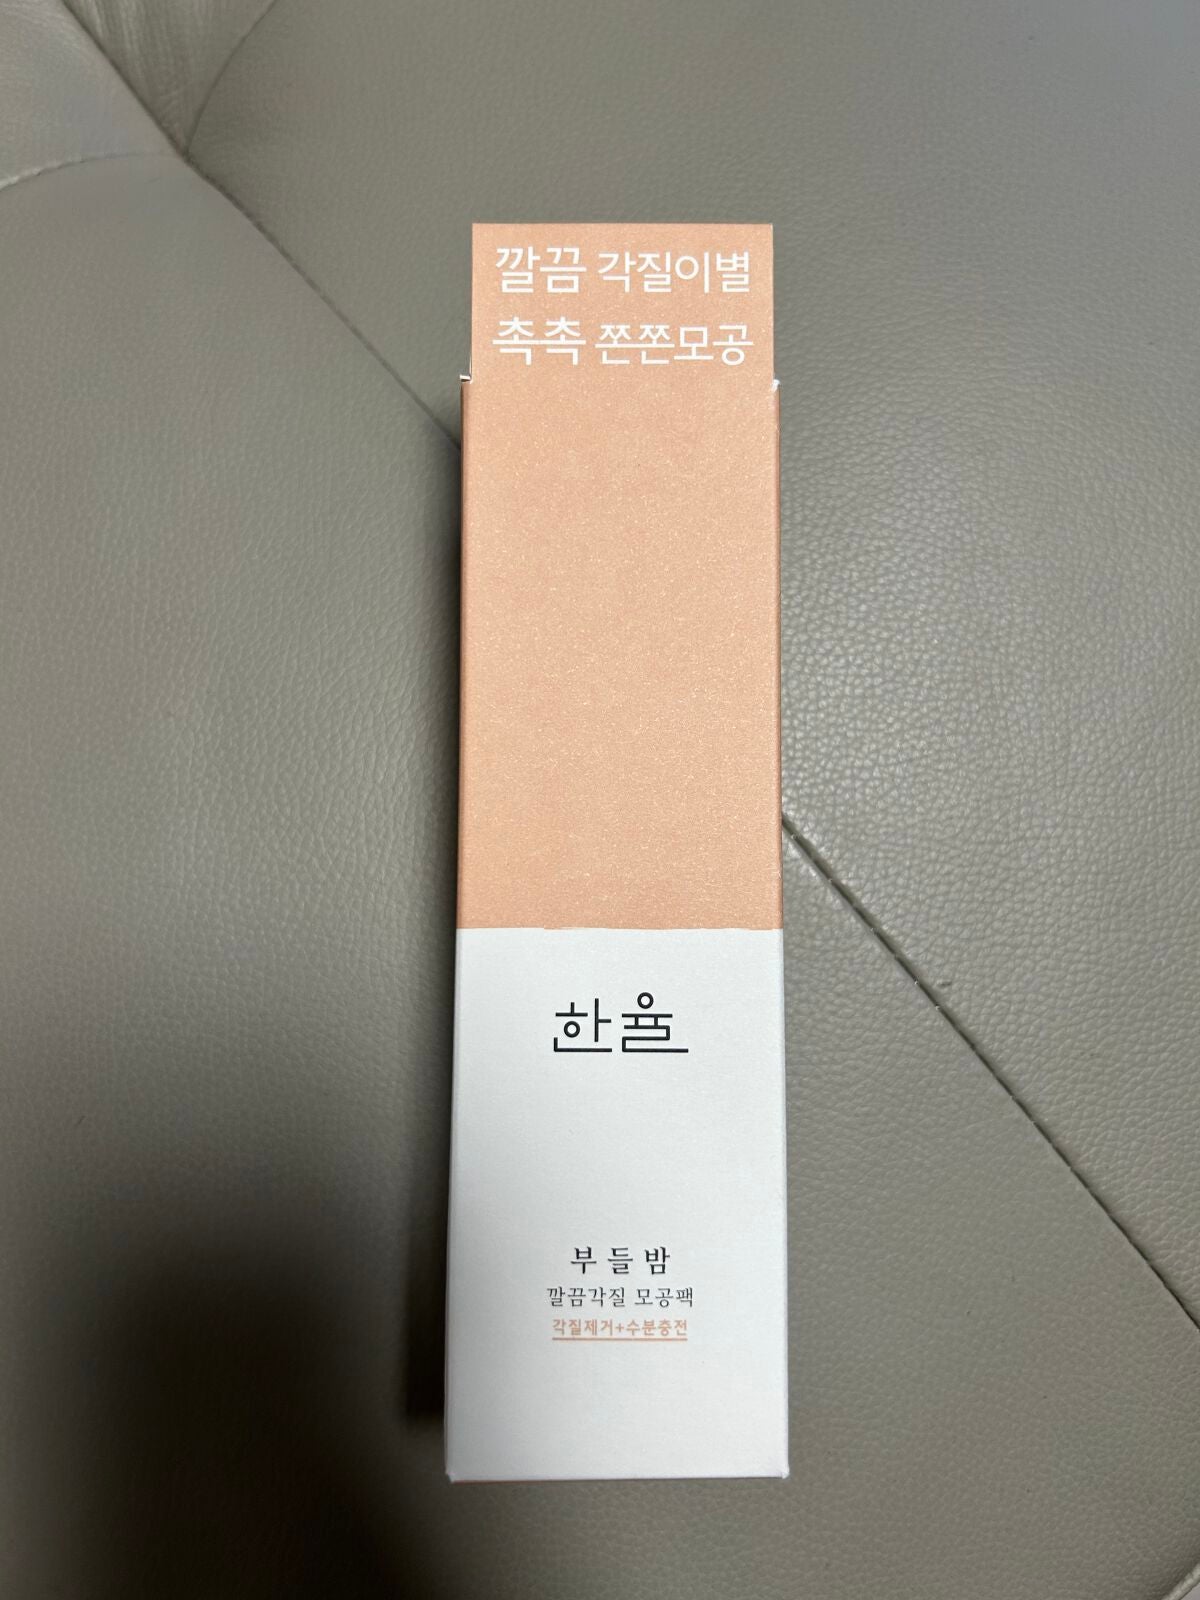 깔끔 각질이별
촉촉 쫀쫀모공
한율
부들밤
깔끔각질 모공팩
각질제거+수분충전